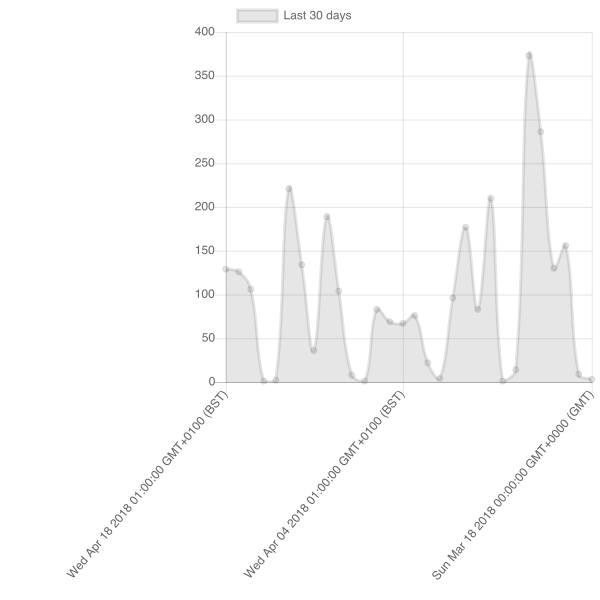 Last 30 days
400
350
300
250
200
150
100
50
0
Wed Apr 18 2018 01:00:00 GMT+0100 (BST)
Wed Apr 04 2018 01:00:00 GMT+0100 (BST)
Sun Mar 18 2018 00:00:00 GMT+0000 (GMT)